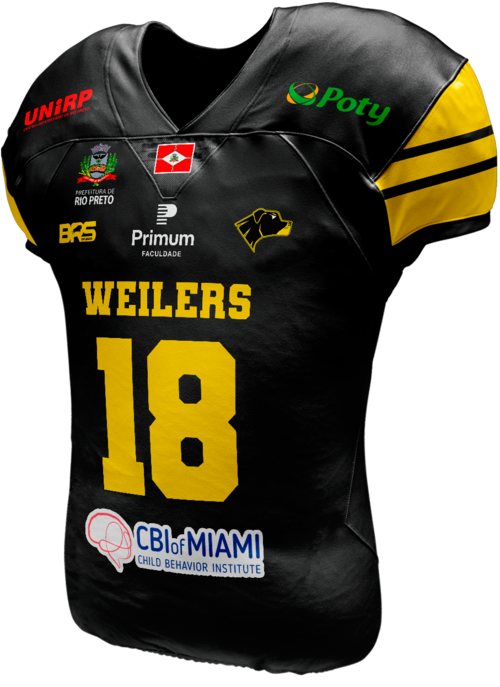 UNIRP
Poty
PREFEITURA DE
RIO PRETO
BRS
Primum
FACULDADE
WEILERS
18
CBI of MIAMI
CHILD BEHAVIOR INSTITUTE